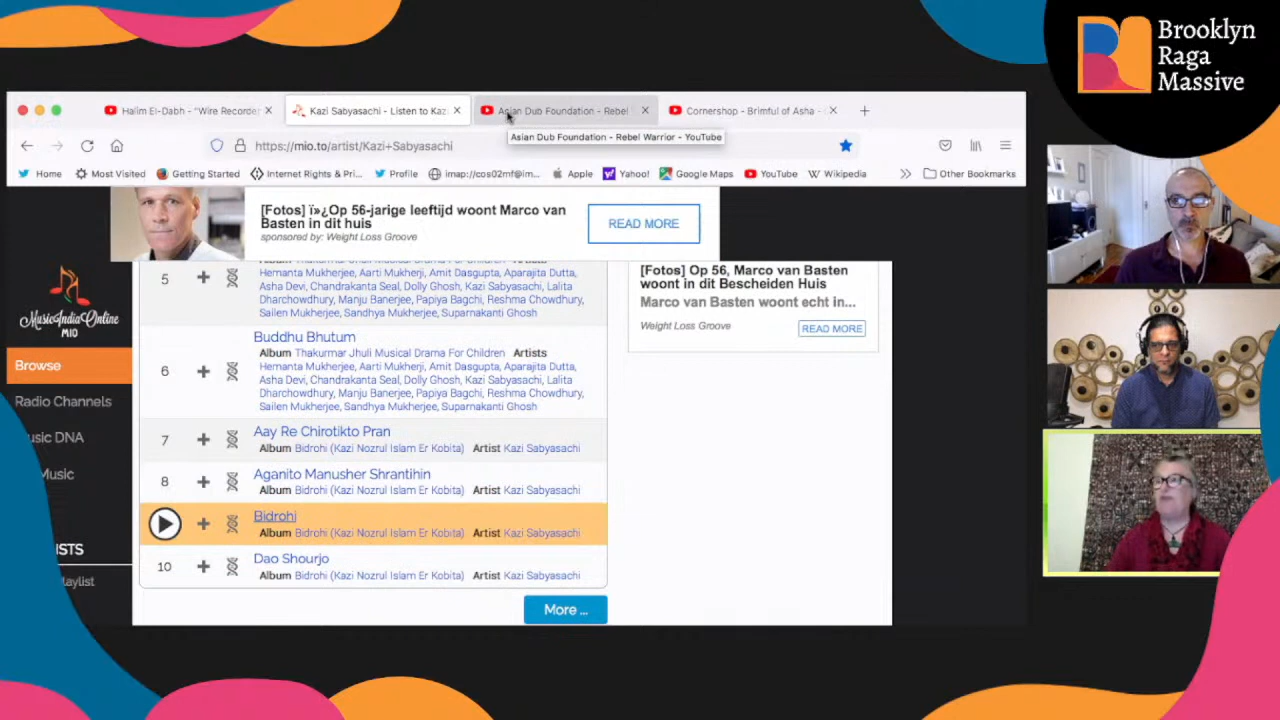 Brooklyn
Raga
Massive
Halim El-Dabh - "Wire Recorder
Kazi Sabyasachi - Listen to Kaz
Asian Dub Foundation - Rebel
Cornershop - Brimful of Asha -
https://mio.to/artist/Kazi+Sabyasachi
Asian Dub Foundation - Rebel Warrior - YouTube
Home
Most Visited
Getting Started
Internet Rights & Pri...
Profile
imap://cos02mf@im...
Apple
Yahoo!
Google Maps
YouTube
Wikipedia
Other Bookmarks
[Fotos] ï»¿Op 56-jarige leeftijd woont Marco van
Basten in dit huis
sponsored by: Weight Loss Groove
READ MORE
MusicIndiaOnline
MIO
Browse
Radio Channels
usic DNA
Music
ISTS
laylist
5
Hemanta Mukherjee, Aarti Mukherji, Amit Dasgupta, Aparajita Dutta,
Asha Devi, Chandrakanta Seal, Dolly Ghosh, Kazi Sabyasachi, Lalita
Dharchowdhury, Manju Banerjee, Papiya Bagchi, Reshma Chowdhury,
Sailen Mukherjee, Sandhya Mukherjee, Suparnakanti Ghosh
6
Buddhu Bhutum
Album Thakurmar Jhuli Musical Drama For Children Artists
Hemanta Mukherjee, Aarti Mukherji, Amit Dasgupta, Aparajita Dutta,
Asha Devi, Chandrakanta Seal, Dolly Ghosh, Kazi Sabyasachi, Lalita
Dharchowdhury, Manju Banerjee, Papiya Bagchi, Reshma Chowdhury,
Sailen Mukherjee, Sandhya Mukherjee, Suparnakanti Ghosh
7
Aay Re Chirotikto Pran
Album Bidrohi (Kazi Nozrul Islam Er Kobita) Artist Kazi Sabyasachi
8
Aganito Manusher Shrantihin
Album Bidrohi (Kazi Nozrul Islam Er Kobita) Artist Kazi Sabyasachi
Bidrohi
Album Bidrohi (Kazi Nozrul Islam Er Kobita) Artist Kazi Sabyasachi
10
Dao Shourjo
Album Bidrohi (Kazi Nozrul Islam Er Kobita) Artist Kazi Sabyasachi
More ...
[Fotos] Op 56, Marco van Basten
woont in dit Bescheiden Huis
Marco van Basten woont echt in...
Weight Loss Groove
READ MORE